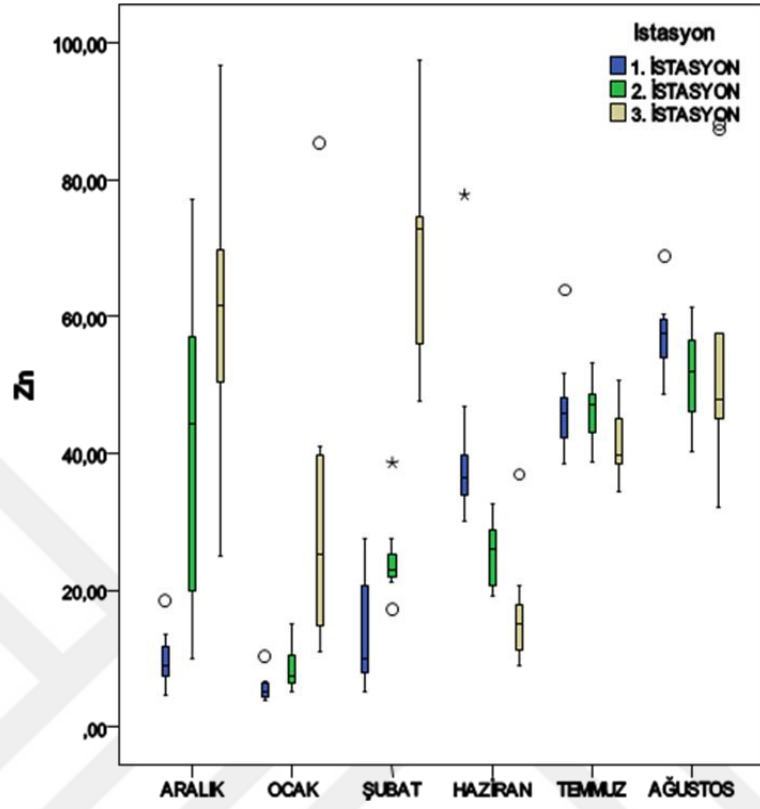 İstasyon
1. İSTASYON
2. İSTASYON
3. İSTASYON
100,00
80,00
60,00
40,00
20,00
,00
Zn
ARALIK OCAK ŞUBAT HAZİRAN TEMMUZ AĞUSTOS